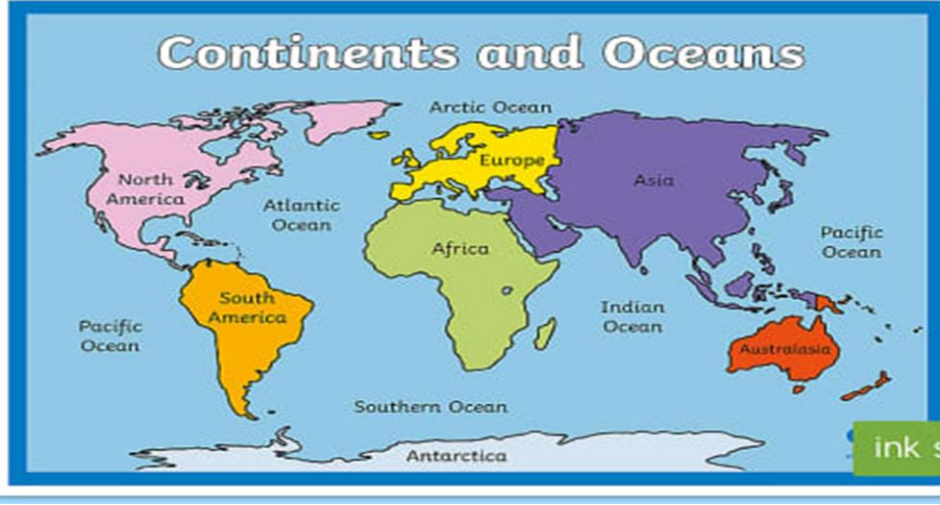 Continents and Oceans
Arctic Ocean
North
America
Europe
Asia
Atlantic
Ocean
Africa
Pacific
Ocean
South
America
Indian
Ocean
Pacific
Ocean
Australasia
Southern Ocean
Antarctica
ink